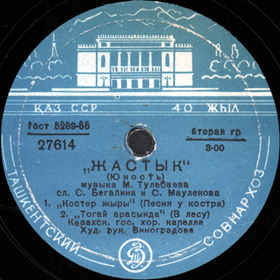 ҚАЗ ССР 40 ЖЫЛ
Гост 5289-56
Вторая гр
27614
3-00
„ЖАСТЫК“
(Юность)
музыка М. Тулебаева
сл. С. Бегалина и С. Мауленова
1. „Костер жыры“ (Песня у костра)
2. „Тогай арасында“ (В лесу)
Казахск. гос. хор. капелла
Худ. рук. Виноградова
ТАШКЕНТСКИЙ СОВНАРХОЗ